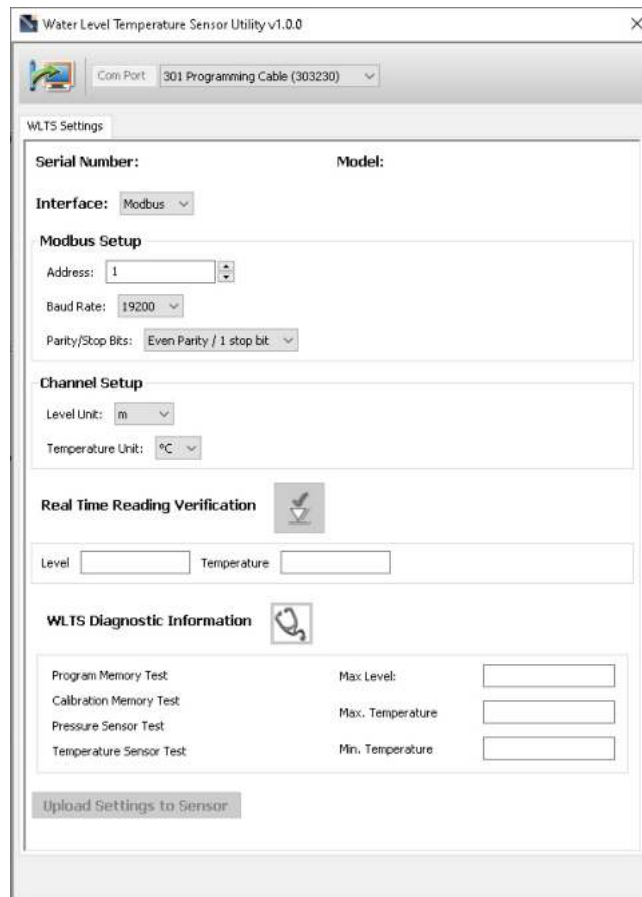 Water Level Temperature Sensor Utility v1.0.0
Com Port 301 Programming Cable (303230)
WLTS Settings
Serial Number: Model:
Interface: Modbus
Modbus Setup
Address: 1
Baud Rate: 19200
Parity/Stop Bits: Even Parity / 1 stop bit
Channel Setup
Level Unit: m
Temperature Unit: °C
Real Time Reading Verification
Level Temperature
WLTS Diagnostic Information
Program Memory Test Max Level:
Calibration Memory Test
Max. Temperature
Pressure Sensor Test
Temperature Sensor Test Min. Temperature
Upload Settings to Sensor